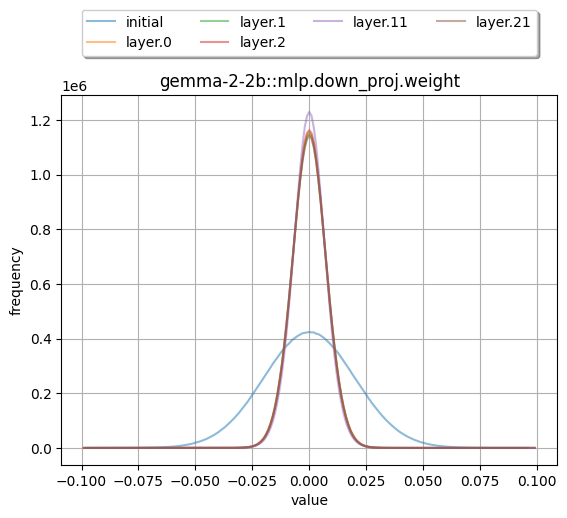 initial layer.1 layer.11 layer.21
layer.0 layer.2
1e6 gemma-2-2b::mlp.down_proj.weight
1.2
1.0
0.8
0.6
0.4
0.2
0.0
frequency
−0.100 −0.075 −0.050 −0.025 0.000 0.025 0.050 0.075 0.100
value